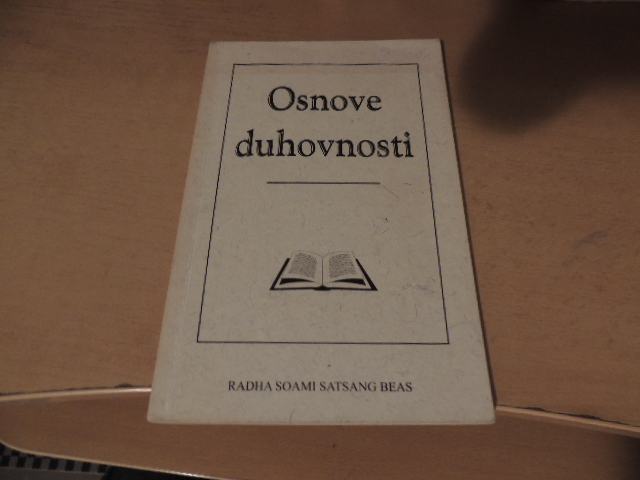 Osnove
duhovnosti
RADHA SOAMI SATSANG BEAS